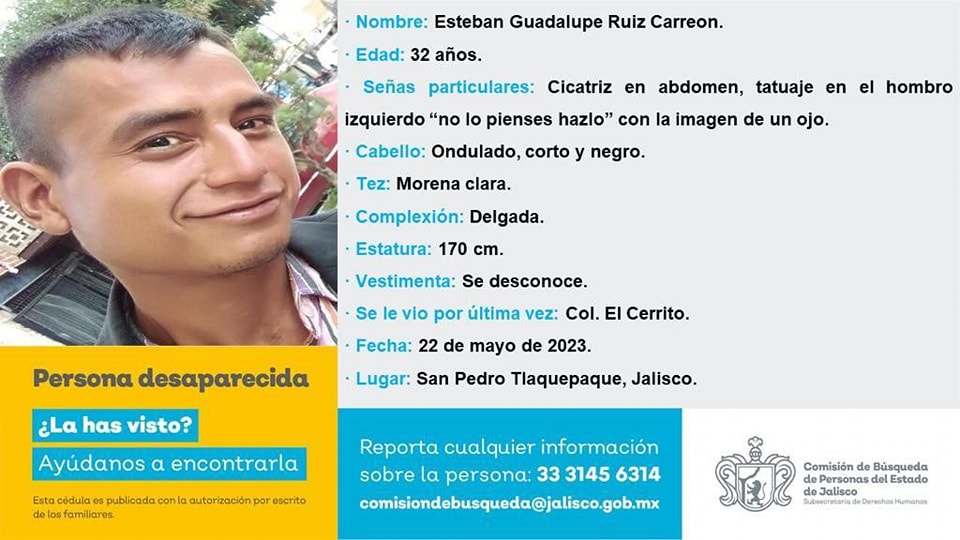 · Nombre: Esteban Guadalupe Ruiz Carreon.
· Edad: 32 años.
· Señas particulares: Cicatriz en abdomen, tatuaje en el hombro
izquierdo “no lo pienses hazlo” con la imagen de un ojo.
· Cabello: Ondulado, corto y negro.
· Tez: Morena clara.
· Complexión: Delgada.
· Estatura: 170 cm.
· Vestimenta: Se desconoce.
· Se le vio por última vez: Col. El Cerrito.
· Fecha: 22 de mayo de 2023.
· Lugar: San Pedro Tlaquepaque, Jalisco.
Persona desaparecida
¿La has visto?
Ayúdanos a encontrarla
Esta cédula es publicada con la autorización por escrito
de los familiares.
Reporta cualquier información
sobre la persona: 33 3145 6314
comisiondebusqueda@jalisco.gob.mx
Comisión de Búsqueda
de Personas del Estado
de Jalisco
Subsecretaría de Derechos Humanos